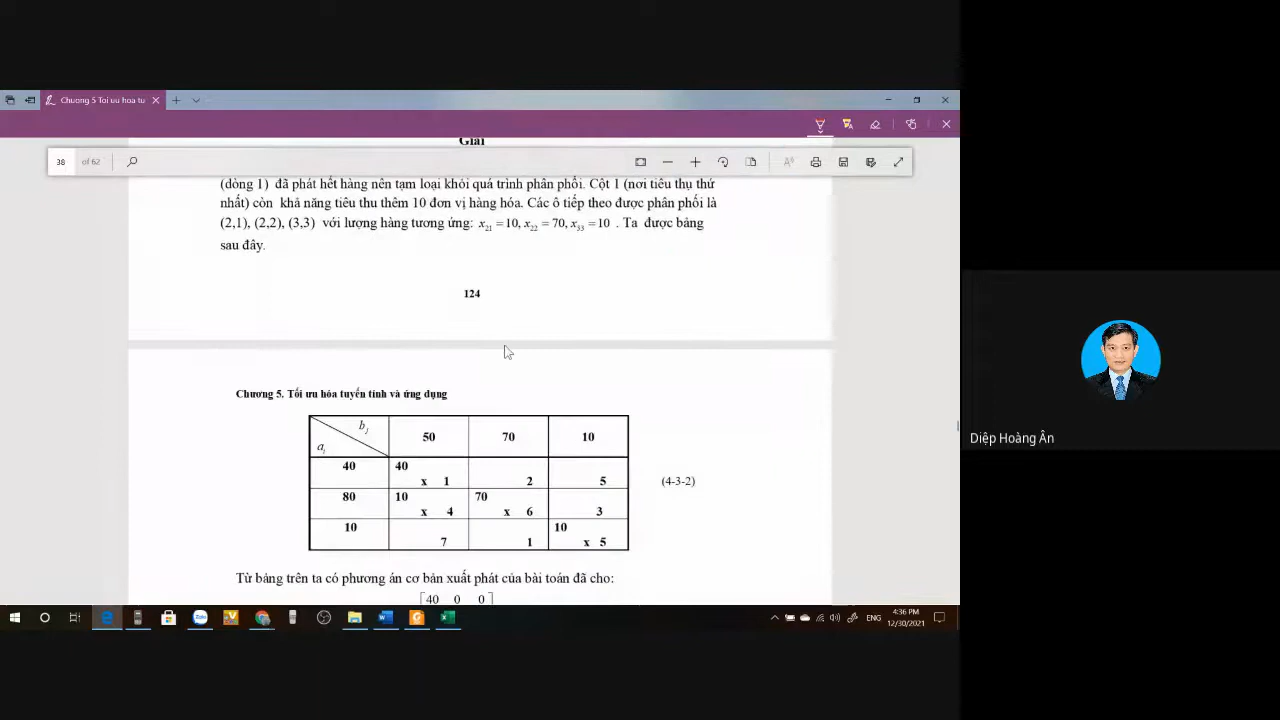 Chuong 5 Toi uu hoa tu
38 of 62
Giải
(dòng 1) đã phát hết hàng nên tạm loại khỏi quá trình phân phối. Cột 1 (nơi tiêu thụ thứ
nhất) còn khả năng tiêu thu thêm 10 đơn vị hàng hóa. Các ô tiếp theo được phân phối là
(2,1), (2,2), (3,3) với lượng hàng tương ứng: x₂₁ = 10, x₂₂ = 70, x₃₃ = 10 . Ta được bảng
sau đây.
124
Diệp Hoàng Ân
Chương 5. Tối ưu hóa tuyến tính và ứng dụng
bⱼ
aᵢ
50 70 10
40 40
x 1 2 5
(4-3-2)
80 10 70
x 4 x 6 3
10 10
7 1 x 5
Từ bảng trên ta có phương án cơ bản xuất phát của bài toán đã cho:
[40 0 0]
ENG
4:36 PM
12/30/2021